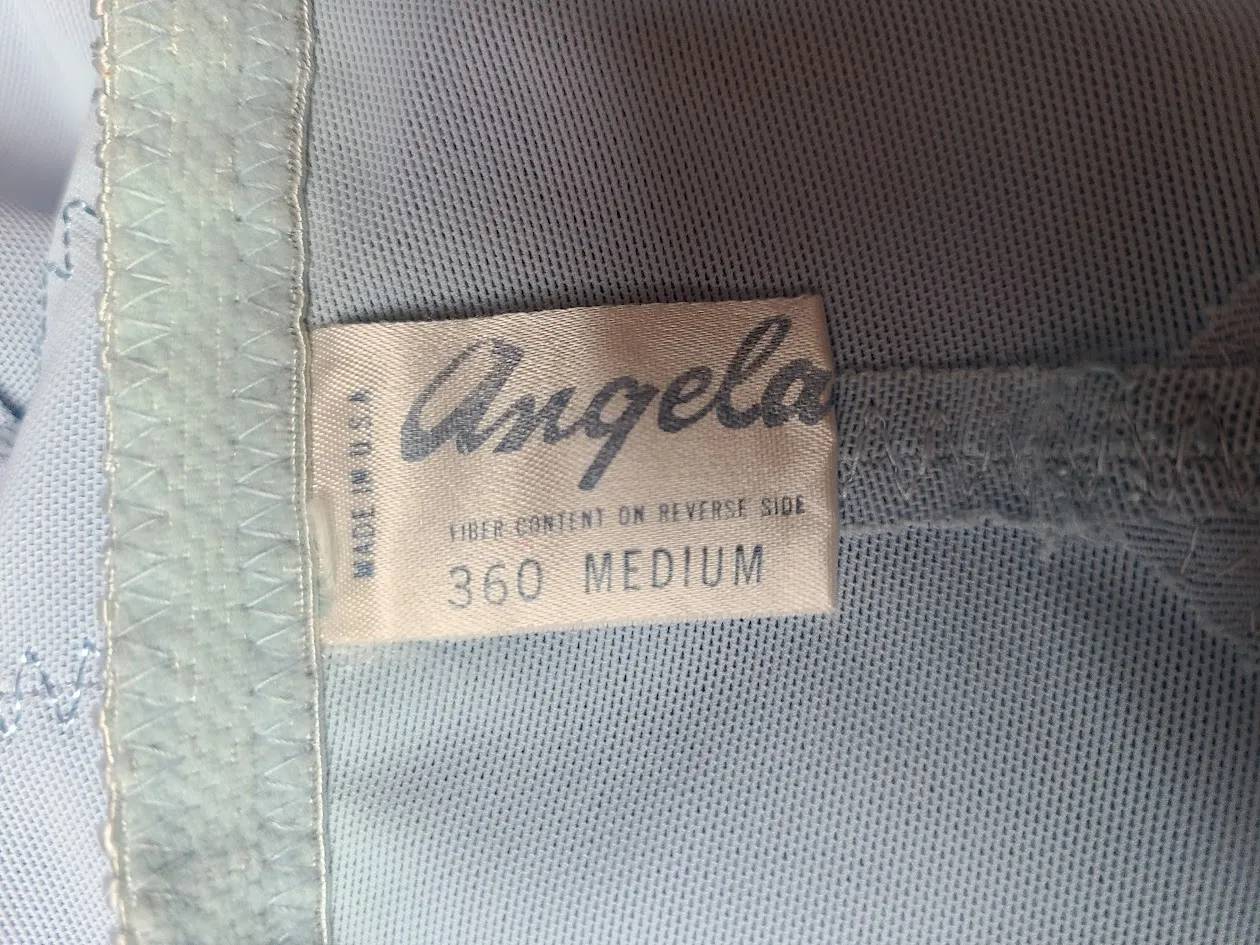 Angela
MADE IN U.S.A
FIBER CONTENT ON REVERSE SIDE
360 MEDIUM